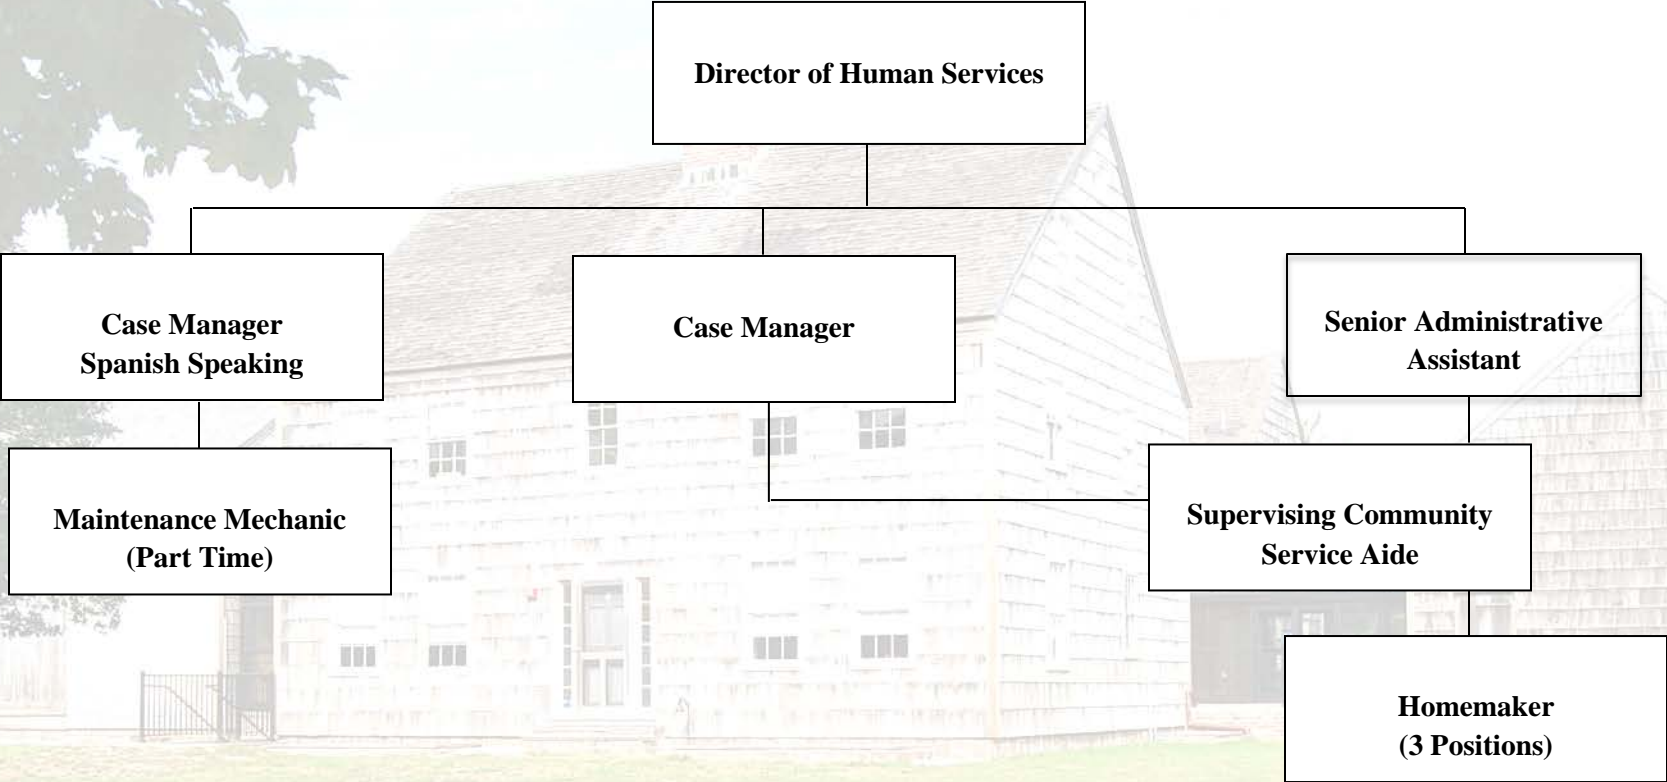 Director of Human Services
Case Manager
Spanish Speaking
Case Manager
Senior Administrative
Assistant
Maintenance Mechanic
(Part Time)
Supervising Community
Service Aide
Homemaker
(3 Positions)